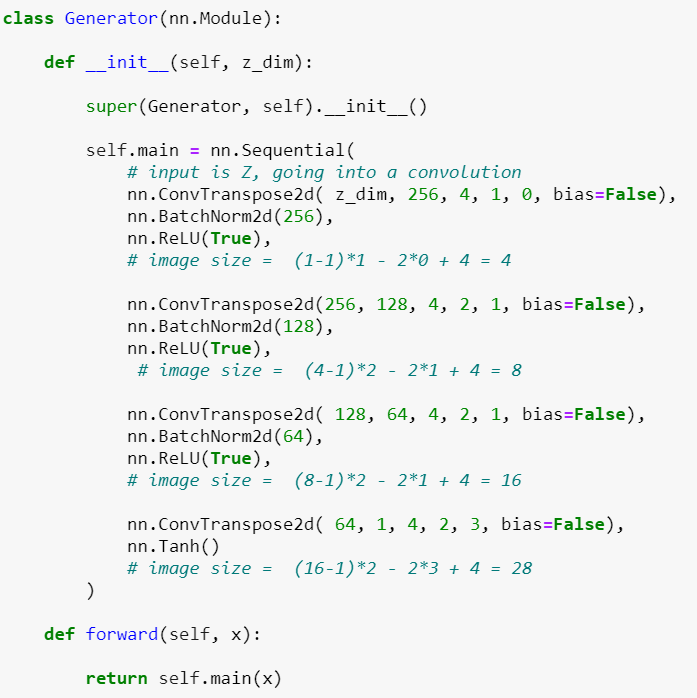 class Generator(nn.Module):
def __init__(self, z_dim):
super(Generator, self).__init__()
self.main = nn.Sequential(
# input is Z, going into a convolution
nn.ConvTranspose2d( z_dim, 256, 4, 1, 0, bias=False),
nn.BatchNorm2d(256),
nn.ReLU(True),
# image size =  (1-1)*1 - 2*0 + 4 = 4
nn.ConvTranspose2d(256, 128, 4, 2, 1, bias=False),
nn.BatchNorm2d(128),
nn.ReLU(True),
# image size =  (4-1)*2 - 2*1 + 4 = 8
nn.ConvTranspose2d( 128, 64, 4, 2, 1, bias=False),
nn.BatchNorm2d(64),
nn.ReLU(True),
# image size =  (8-1)*2 - 2*1 + 4 = 16
nn.ConvTranspose2d( 64, 1, 4, 2, 3, bias=False),
nn.Tanh()
# image size =  (16-1)*2 - 2*3 + 4 = 28
)
def forward(self, x):
return self.main(x)